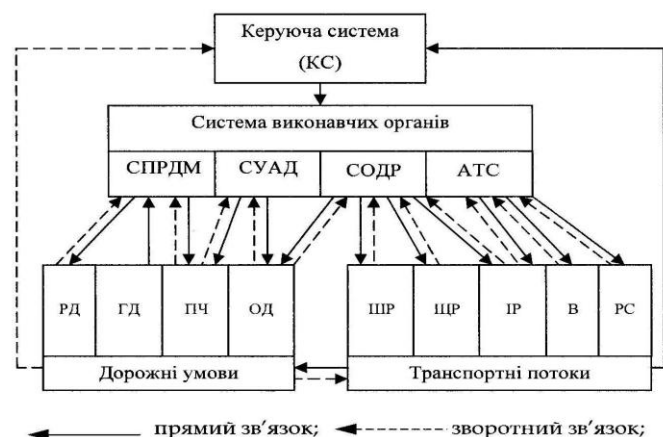 Керуюча система
(КС)
Система виконавчих органів
СПРДМ СУАД СОДР АТС
РД ГД ПЧ ОД ШР ЩР ІР В РС
Дорожні умови Транспортні потоки
прямий зв’язок; зворотний зв’язок;